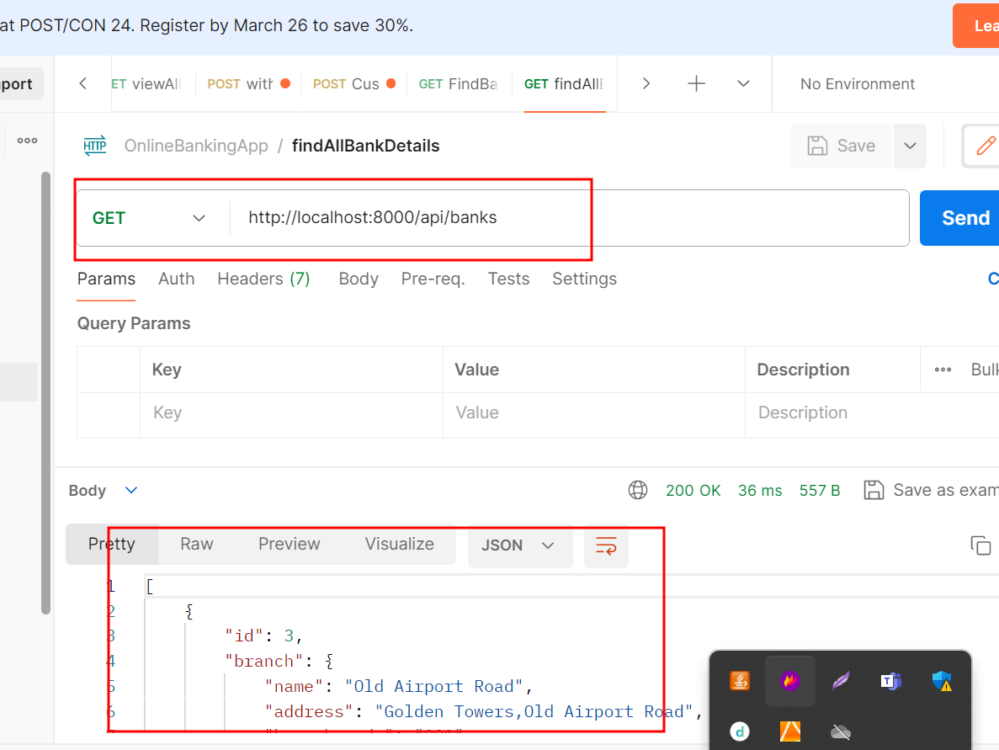 at POST/CON 24. Register by March 26 to save 30%.
Lea
port
ET viewAll
POST with
POST Cus
GET FindBa
GET findAllB
No Environment
HTTP OnlineBankingApp / findAllBankDetails
Save
GET http://localhost:8000/api/banks
Send
Params Auth Headers (7) Body Pre-req. Tests Settings
C
Query Params
Key Value Description Bulk
Key Value Description
Body 200 OK 36 ms 557 B Save as exam
Pretty Raw Preview Visualize JSON
1 [
2 {
3 "id": 3,
4 "branch": {
5 "name": "Old Airport Road",
6 "address": "Golden Towers,Old Airport Road",